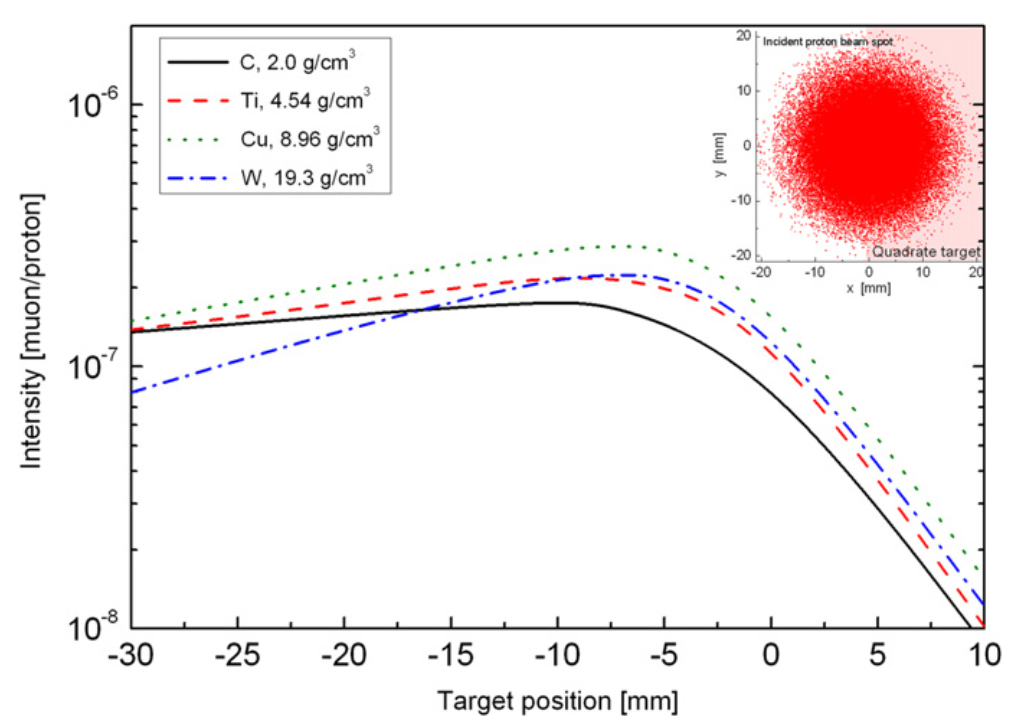 C, 2.0 g/cm³
Ti, 4.54 g/cm³
Cu, 8.96 g/cm³
W, 19.3 g/cm³
Incident proton beam spot
20
10
0
-10
-20
y [mm]
Quadrate target
-20 -10 0 10 20
x [mm]
10⁻⁶
10⁻⁷
10⁻⁸
Intensity [muon/proton]
-30 -25 -20 -15 -10 -5 0 5 10
Target position [mm]